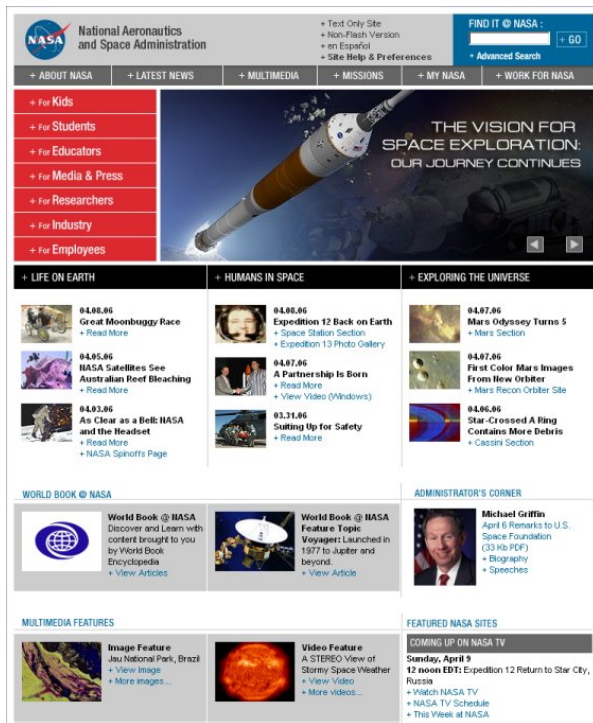 NASA
National Aeronautics
and Space Administration
+ Text Only Site
+ Non-Flash Version
+ en Español
+ Site Help & Preferences
FIND IT @ NASA :
+ GO
+ Advanced Search
+ ABOUT NASA
+ LATEST NEWS
+ MULTIMEDIA
+ MISSIONS
+ MY NASA
+ WORK FOR NASA
+ For Kids
+ For Students
+ For Educators
+ For Media & Press
+ For Researchers
+ For Industry
+ For Employees
THE VISION FOR
SPACE EXPLORATION:
OUR JOURNEY CONTINUES
+ LIFE ON EARTH
04.08.06
Great Moonbuggy Race
+ Read More
04.05.06
NASA Satellites See
Australian Reef Bleaching
+ Read More
04.03.06
As Clear as a Bell: NASA
and the Headset
+ Read More
+ NASA Spinoffs Page
+ HUMANS IN SPACE
04.08.06
Expedition 12 Back on Earth
+ Space Station Section
+ Expedition 13 Photo Gallery
04.07.06
A Partnership Is Born
+ Read More
+ View Video (Windows)
03.31.06
Suiting Up for Safety
+ Read More
+ EXPLORING THE UNIVERSE
04.07.06
Mars Odyssey Turns 5
+ Mars Section
04.07.06
First Color Mars Images
From New Orbiter
+ Mars Recon Orbiter Site
04.06.06
Star-Crossed A Ring
Contains More Debris
+ Cassini Section
WORLD BOOK @ NASA
World Book @ NASA
Discover and Learn with
content brought to you
by World Book
Encyclopedia
+ View Articles
World Book @ NASA
Feature Topic
Voyager: Launched in
1977 to Jupiter and
beyond.
+ View Article
ADMINISTRATOR'S CORNER
Michael Griffin
April 6 Remarks to U.S.
Space Foundation
(33 Kb PDF)
+ Biography
+ Speeches
MULTIMEDIA FEATURES
Image Feature
Jau National Park, Brazil
+ View Image
+ More images...
Video Feature
A STEREO View of
Stormy Space Weather
+ View Video
+ More videos...
FEATURED NASA SITES
COMING UP ON NASA TV
Sunday, April 9
12 noon EDT: Expedition 12 Return to Star City,
Russia
+ Watch NASA TV
+ NASA TV Schedule
+ This Week at NASA